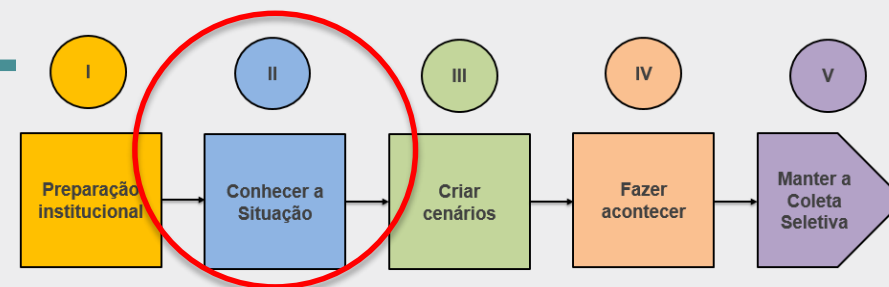 I
II
III
IV
V
Preparação
institucional
Conhecer a
Situação
Criar
cenários
Fazer
acontecer
Manter a
Coleta
Seletiva